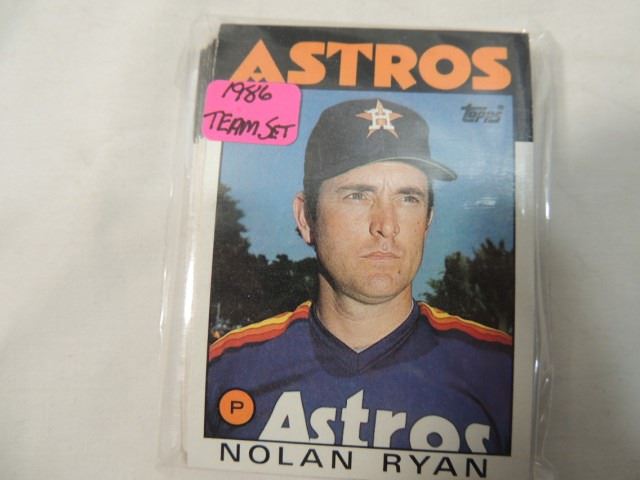 ASTROS
1986
TEAM SET
Topps
H
P
Astros
NOLAN RYAN